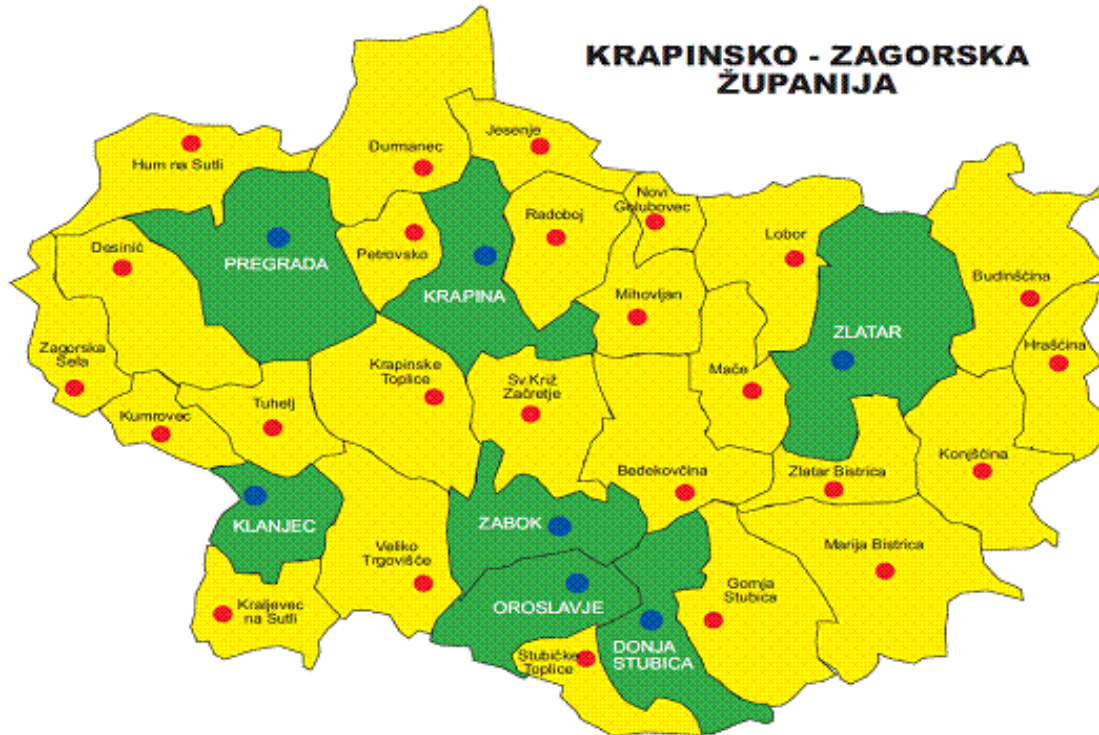 KRAPINSKO - ZAGORSKA
ŽUPANIJA
Jesenje
Durmanec
Hum na Sutli
Novi
Golubovec
Radoboj
Lobor
Desinić
Petrovsko
PREGRADA
KRAPINA
Mihovljan
Budinščina
ZLATAR
Hrašćina
Zagorska
Sela
Krapinske
Toplice
Sv.Križ
Začretje
Mače
Tuhelj
Kumrovec
Bedekovčina
Zlatar Bistrica
Konjščina
KLANJEC
ZABOK
Veliko
Trgovišće
Marija Bistrica
Gornja
Stubica
OROSLAVJE
Kraljevec
na Sutli
DONJA
STUBICA
Stubičke
Toplice